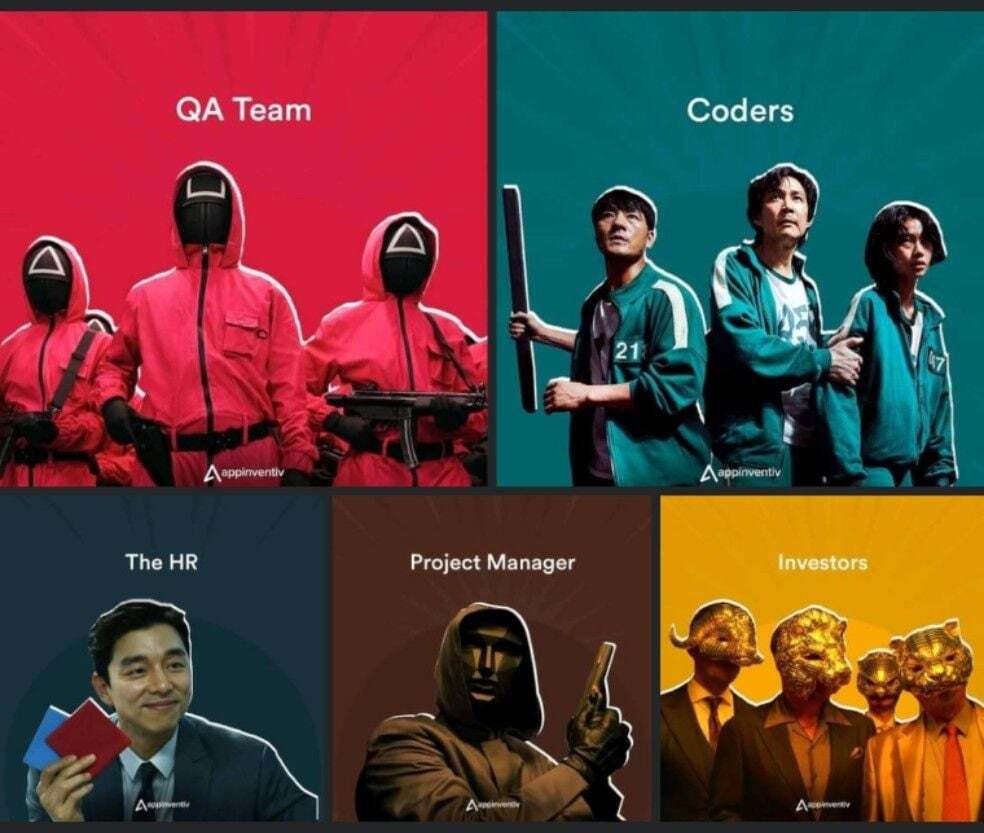 QA Team
Coders
21
appinventiv
appinventiv
The HR
Project Manager
Investors
appinventiv
appinventiv
appinventiv